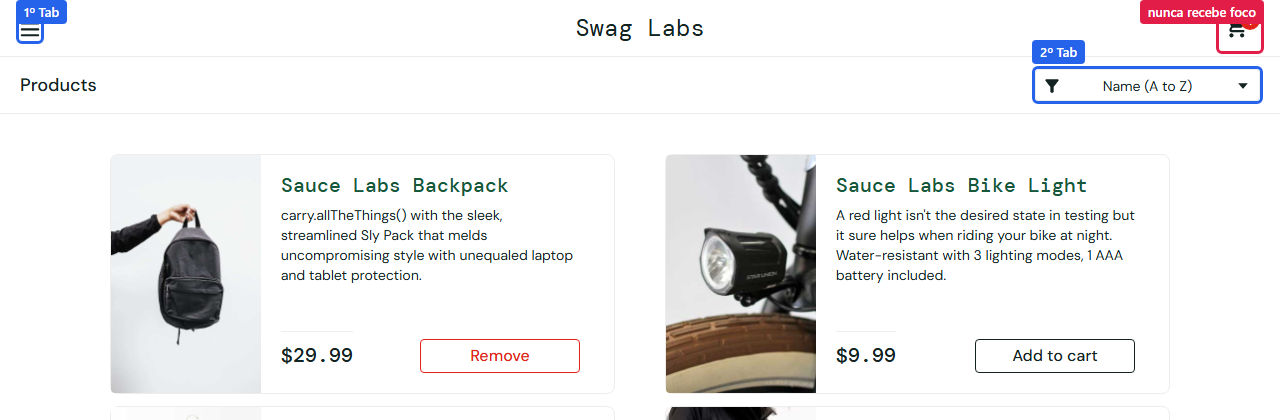 1º Tab
Swag Labs
nunca recebe foco
2º Tab
Products
Name (A to Z)
Sauce Labs Backpack
carry.allTheThings() with the sleek,
streamlined Sly Pack that melds
uncompromising style with unequaled laptop
and tablet protection.
$29.99
Remove
Sauce Labs Bike Light
A red light isn't the desired state in testing but
it sure helps when riding your bike at night.
Water-resistant with 3 lighting modes, 1 AAA
battery included.
$9.99
Add to cart